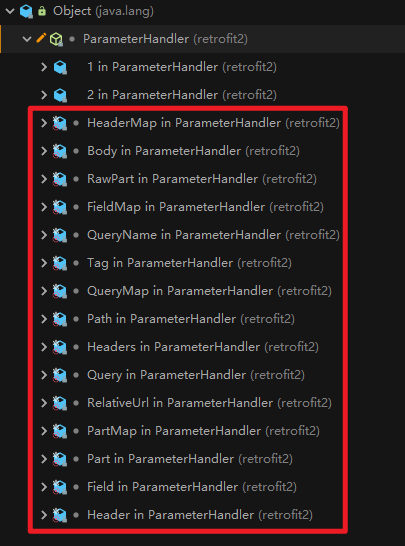 Object (java.lang)
ParameterHandler (retrofit2)
1 in ParameterHandler (retrofit2)
2 in ParameterHandler (retrofit2)
HeaderMap in ParameterHandler (retrofit2)
Body in ParameterHandler (retrofit2)
RawPart in ParameterHandler (retrofit2)
FieldMap in ParameterHandler (retrofit2)
QueryName in ParameterHandler (retrofit2)
Tag in ParameterHandler (retrofit2)
QueryMap in ParameterHandler (retrofit2)
Path in ParameterHandler (retrofit2)
Headers in ParameterHandler (retrofit2)
Query in ParameterHandler (retrofit2)
RelativeUrl in ParameterHandler (retrofit2)
PartMap in ParameterHandler (retrofit2)
Part in ParameterHandler (retrofit2)
Field in ParameterHandler (retrofit2)
Header in ParameterHandler (retrofit2)